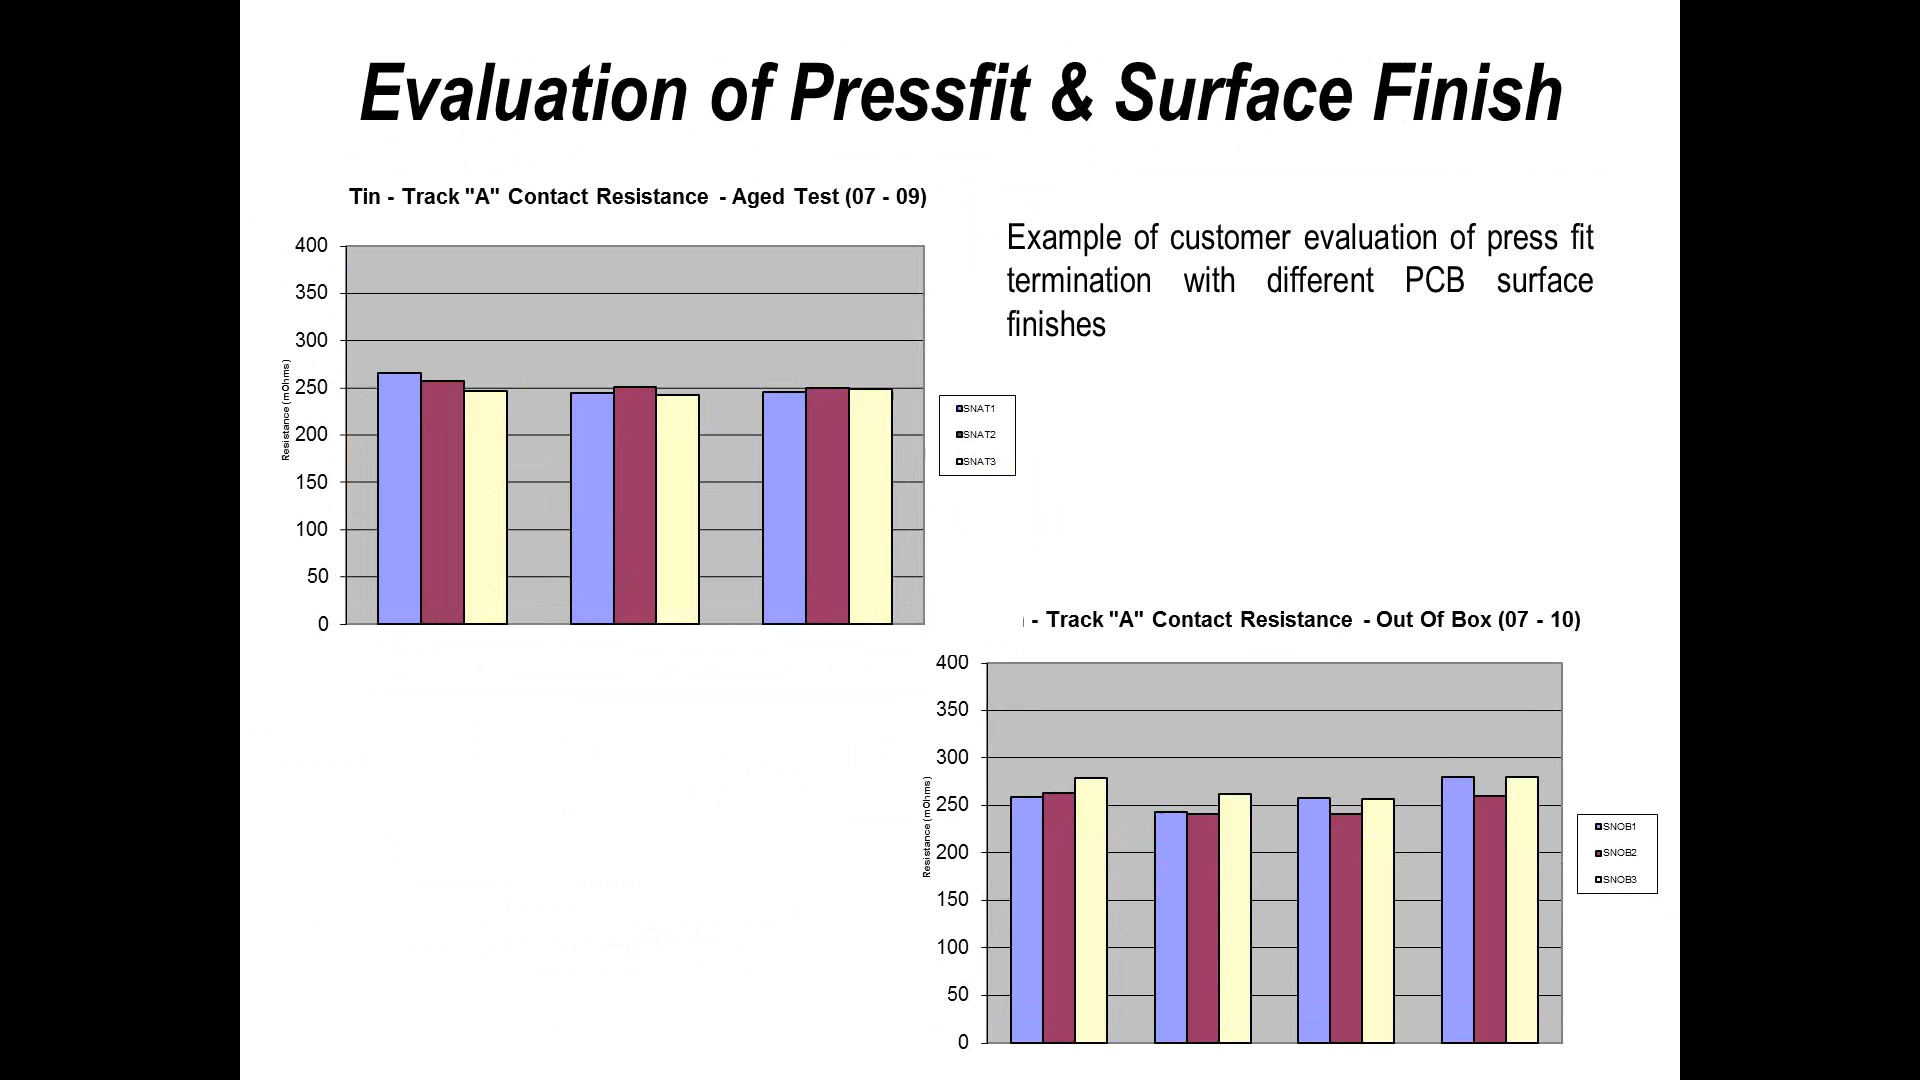 Evaluation of Pressfit & Surface Finish
Tin - Track "A" Contact Resistance - Aged Test (07 - 09)
400
350
300
250
200
150
100
50
0
Resistance (mOhms)
SNAT1
SNAT2
SNAT3
Example of customer evaluation of press fit
termination with different PCB surface
finishes
- Track "A" Contact Resistance - Out Of Box (07 - 10)
400
350
300
250
200
150
100
50
0
Resistance (mOhms)
SNOB1
SNOB2
SNOB3